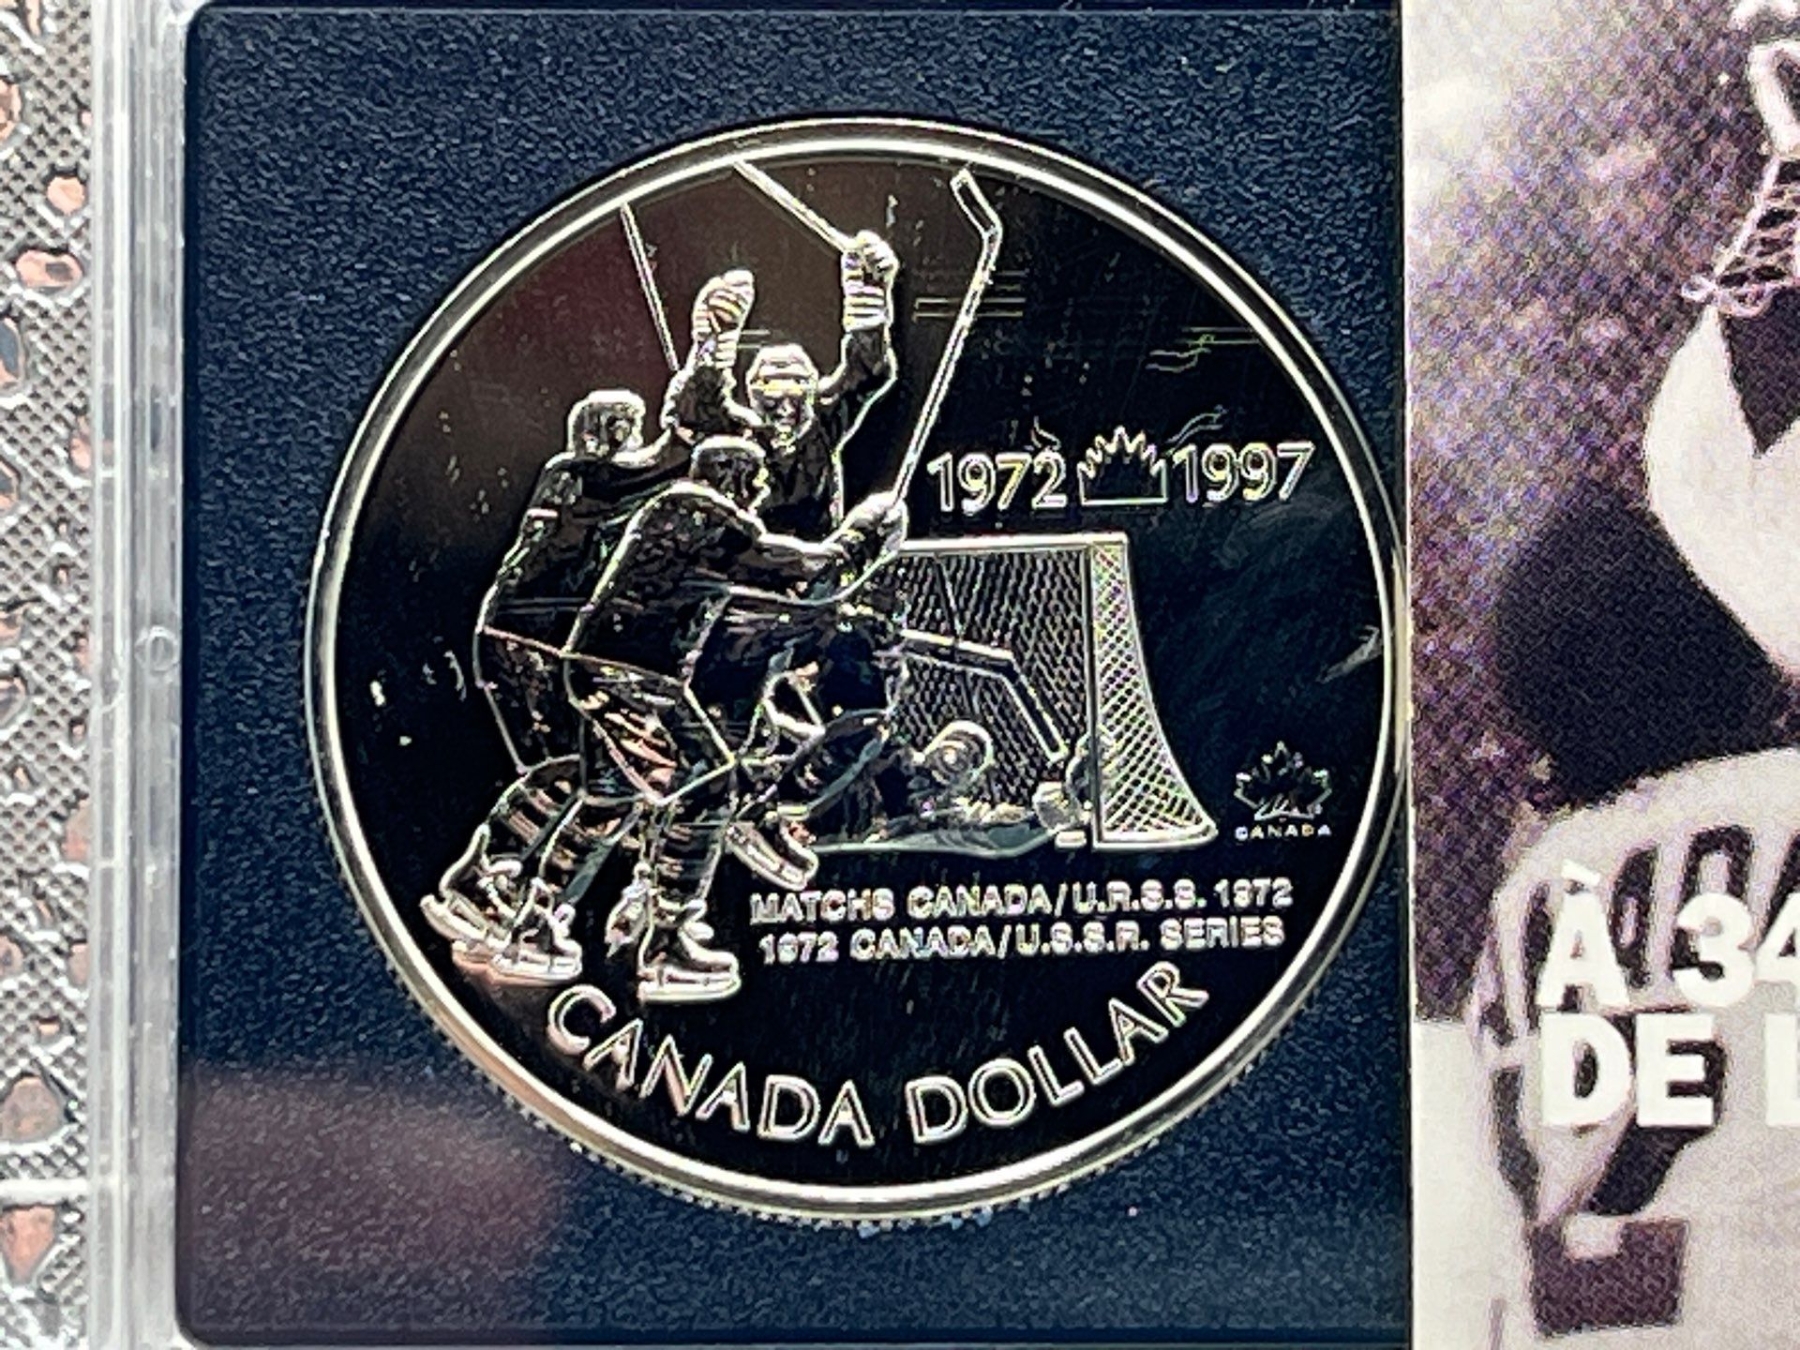 1972 1997
CANADA
MATCHS CANADA/U.R.S.S. 1972
1972 CANADA/U.S.S.R. SERIES
CANADA DOLLAR
À 34
DE L